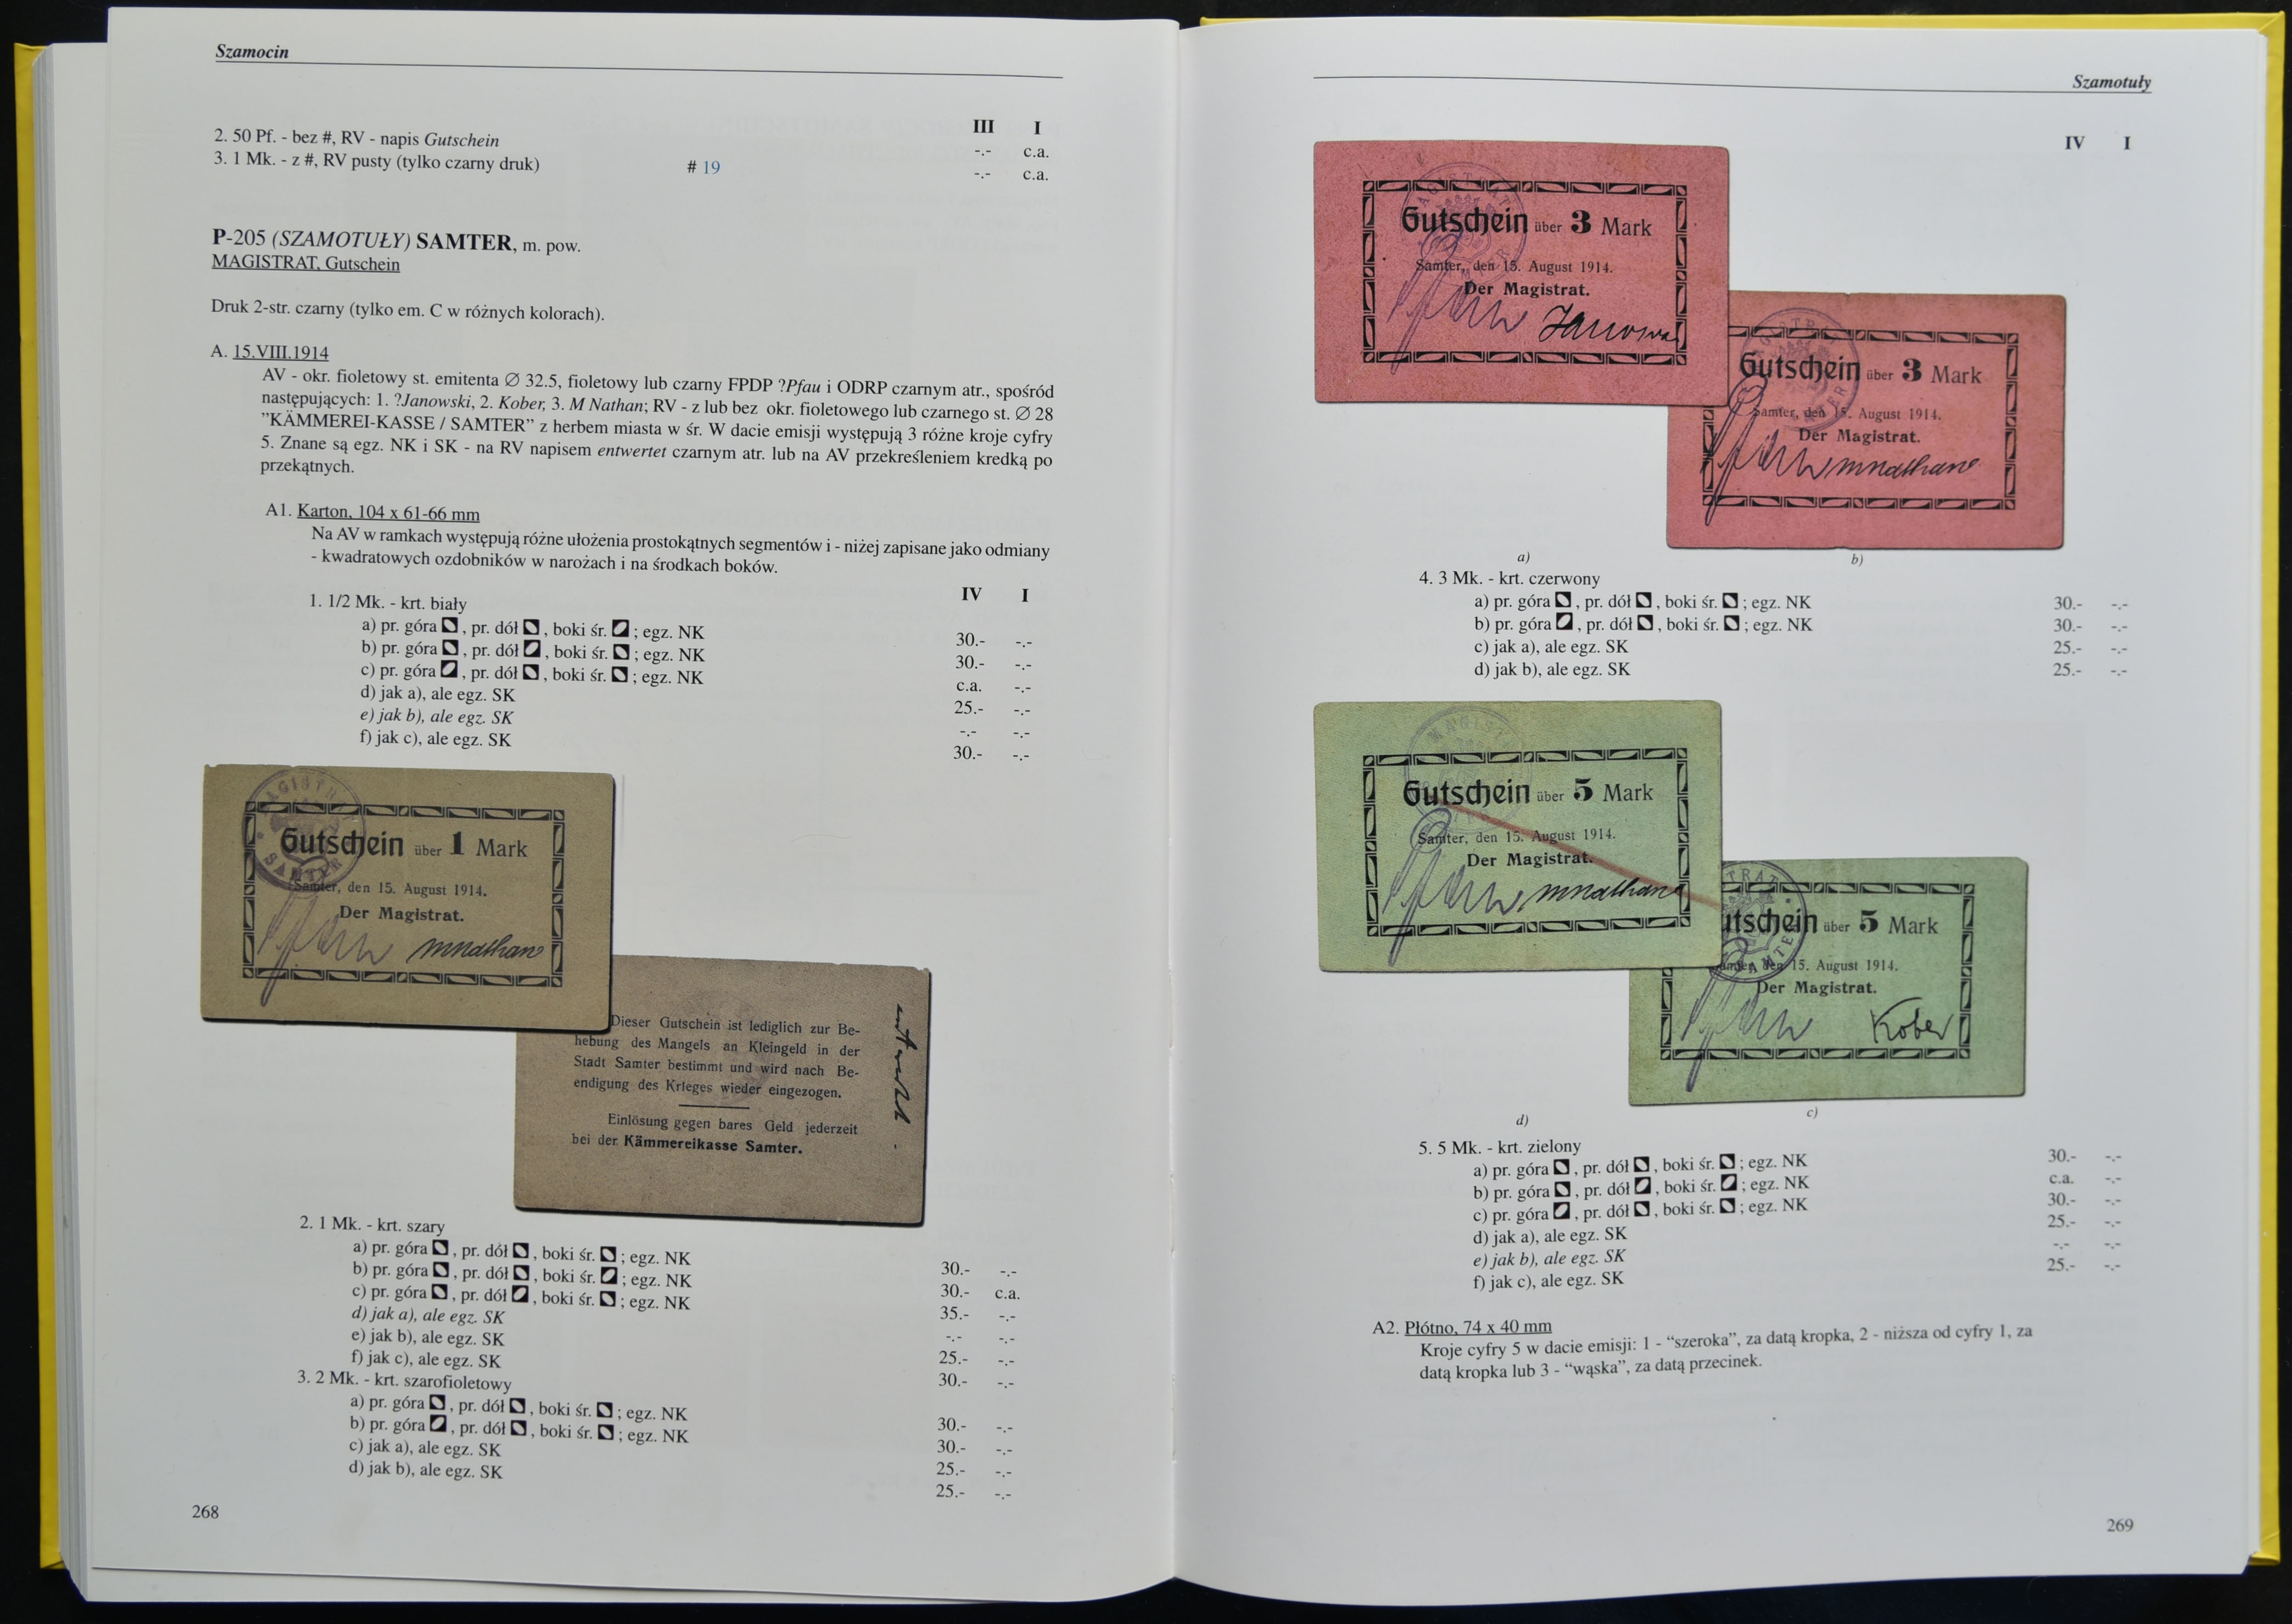 Szamocin
III I
2. 50 Pf. - bez #, RV - napis Gutschein -.- c.a.
3. 1 Mk. - z #, RV pusty (tylko czarny druk) # 19 -.- c.a.
P-205 (SZAMOTUŁY) SAMTER, m. pow.
MAGISTRAT, Gutschein
Druk 2-str. czarny (tylko em. C w różnych kolorach).
A. 15.VIII.1914
AV - okr. fioletowy st. emitenta ∅ 32.5, fioletowy lub czarny FPDP ?Pfau i ODRP czarnym atr., spośród
następujących: 1. ?Janowski, 2. Kober, 3. M Nathan; RV - z lub bez okr. fioletowego lub czarnego st. ∅ 28
"KÄMMEREI-KASSE / SAMTER" z herbem miasta w śr. W dacie emisji występują 3 różne kroje cyfry
5. Znane są egz. NK i SK - na RV napisem entwertet czarnym atr. lub na AV przekreśleniem kredką po
przekątnych.
A1. Karton, 104 x 61-66 mm
Na AV w ramkach występują różne ułożenia prostokątnych segmentów i - niżej zapisane jako odmiany
- kwadratowych ozdobników w narożach i na środkach boków.
IV I
1. 1/2 Mk. - krt. biały
a) pr. góra , pr. dół , boki śr. ; egz. NK 30.- -.-
b) pr. góra , pr. dół , boki śr. ; egz. NK 30.- -.-
c) pr. góra , pr. dół , boki śr. ; egz. NK c.a. -.-
d) jak a), ale egz. SK 25.- -.-
e) jak b), ale egz. SK -.- -.-
f) jak c), ale egz. SK 30.- -.-
MAGISTRAT
SAMTER
Gutschein über 1 Mark
Samter, den 15. August 1914.
Der Magistrat.
mnathan
Dieser Gutschein ist lediglich zur Be-
hebung des Mangels an Kleingeld in der
Stadt Samter bestimmt und wird nach Be-
endigung des Krieges wieder eingezogen.
Einlösung gegen bares Geld jederzeit
bei der Kämmereikasse Samter.
2. 1 Mk. - krt. szary
a) pr. góra , pr. dół , boki śr. ; egz. NK 30.- -.-
b) pr. góra , pr. dół , boki śr. ; egz. NK 30.- c.a.
c) pr. góra , pr. dół , boki śr. ; egz. NK 35.- -.-
d) jak a), ale egz. SK -.- -.-
e) jak b), ale egz. SK 25.- -.-
f) jak c), ale egz. SK 30.- -.-
3. 2 Mk. - krt. szarofioletowy
a) pr. góra , pr. dół , boki śr. ; egz. NK 30.- -.-
b) pr. góra , pr. dół , boki śr. ; egz. NK 30.- -.-
c) jak a), ale egz. SK 25.- -.-
d) jak b), ale egz. SK 25.- -.-
268
Szamotuły
IV I
Gutschein über 3 Mark
Samter, den 15. August 1914.
Der Magistrat.
Gutschein über 3 Mark
Samter, den 15. August 1914.
Der Magistrat.
mnathan
a) b)
4. 3 Mk. - krt. czerwony
a) pr. góra , pr. dół , boki śr. ; egz. NK 30.- -.-
b) pr. góra , pr. dół , boki śr. ; egz. NK 30.- -.-
c) jak a), ale egz. SK 25.- -.-
d) jak b), ale egz. SK 25.- -.-
Gutschein über 5 Mark
Samter, den 15. August 1914.
Der Magistrat.
mnathan
utschein über 5 Mark
den 15. August 1914.
Der Magistrat.
Kober
d) c)
5. 5 Mk. - krt. zielony
a) pr. góra , pr. dół , boki śr. ; egz. NK 30.- -.-
b) pr. góra , pr. dół , boki śr. ; egz. NK c.a. -.-
c) pr. góra , pr. dół , boki śr. ; egz. NK 30.- -.-
d) jak a), ale egz. SK 25.- -.-
e) jak b), ale egz. SK -.- -.-
f) jak c), ale egz. SK 25.- -.-
A2. Płótno, 74 x 40 mm
Kroje cyfry 5 w dacie emisji: 1 - “szeroka”, za datą kropka, 2 - niższa od cyfry 1, za
datą kropka lub 3 - “wąska”, za datą przecinek.
269